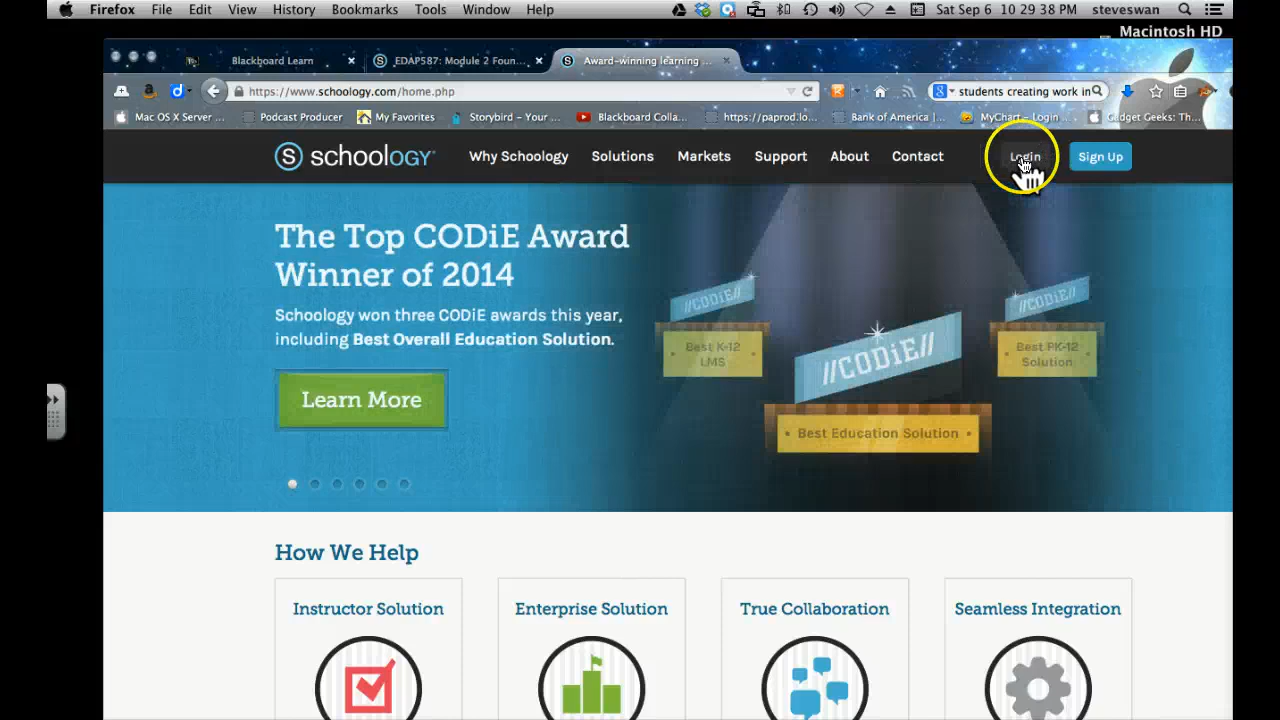 Firefox File Edit View History Bookmarks Tools Window Help Sat Sep 6 10:29:38 PM steveswan
Macintosh HD
Blackboard Learn EDAP587: Module 2 Foun... Award-winning learning ...
https://www.schoology.com/home.php students creating work in
Mac OS X Server ... Podcast Producer My Favorites Storybird – Your ... Blackboard Colla... https://paprod.lo... Bank of America |... MyChart – Login ... Gadget Geeks: Th...
S schoology Why Schoology Solutions Markets Support About Contact Login Sign Up
The Top CODiE Award
Winner of 2014
Schoology won three CODiE awards this year,
including Best Overall Education Solution.
Learn More
//CODiE//
Best K-12
LMS
//CODiE//
Best Education Solution
//CODiE//
Best PK-12
Solution
How We Help
Instructor Solution Enterprise Solution True Collaboration Seamless Integration